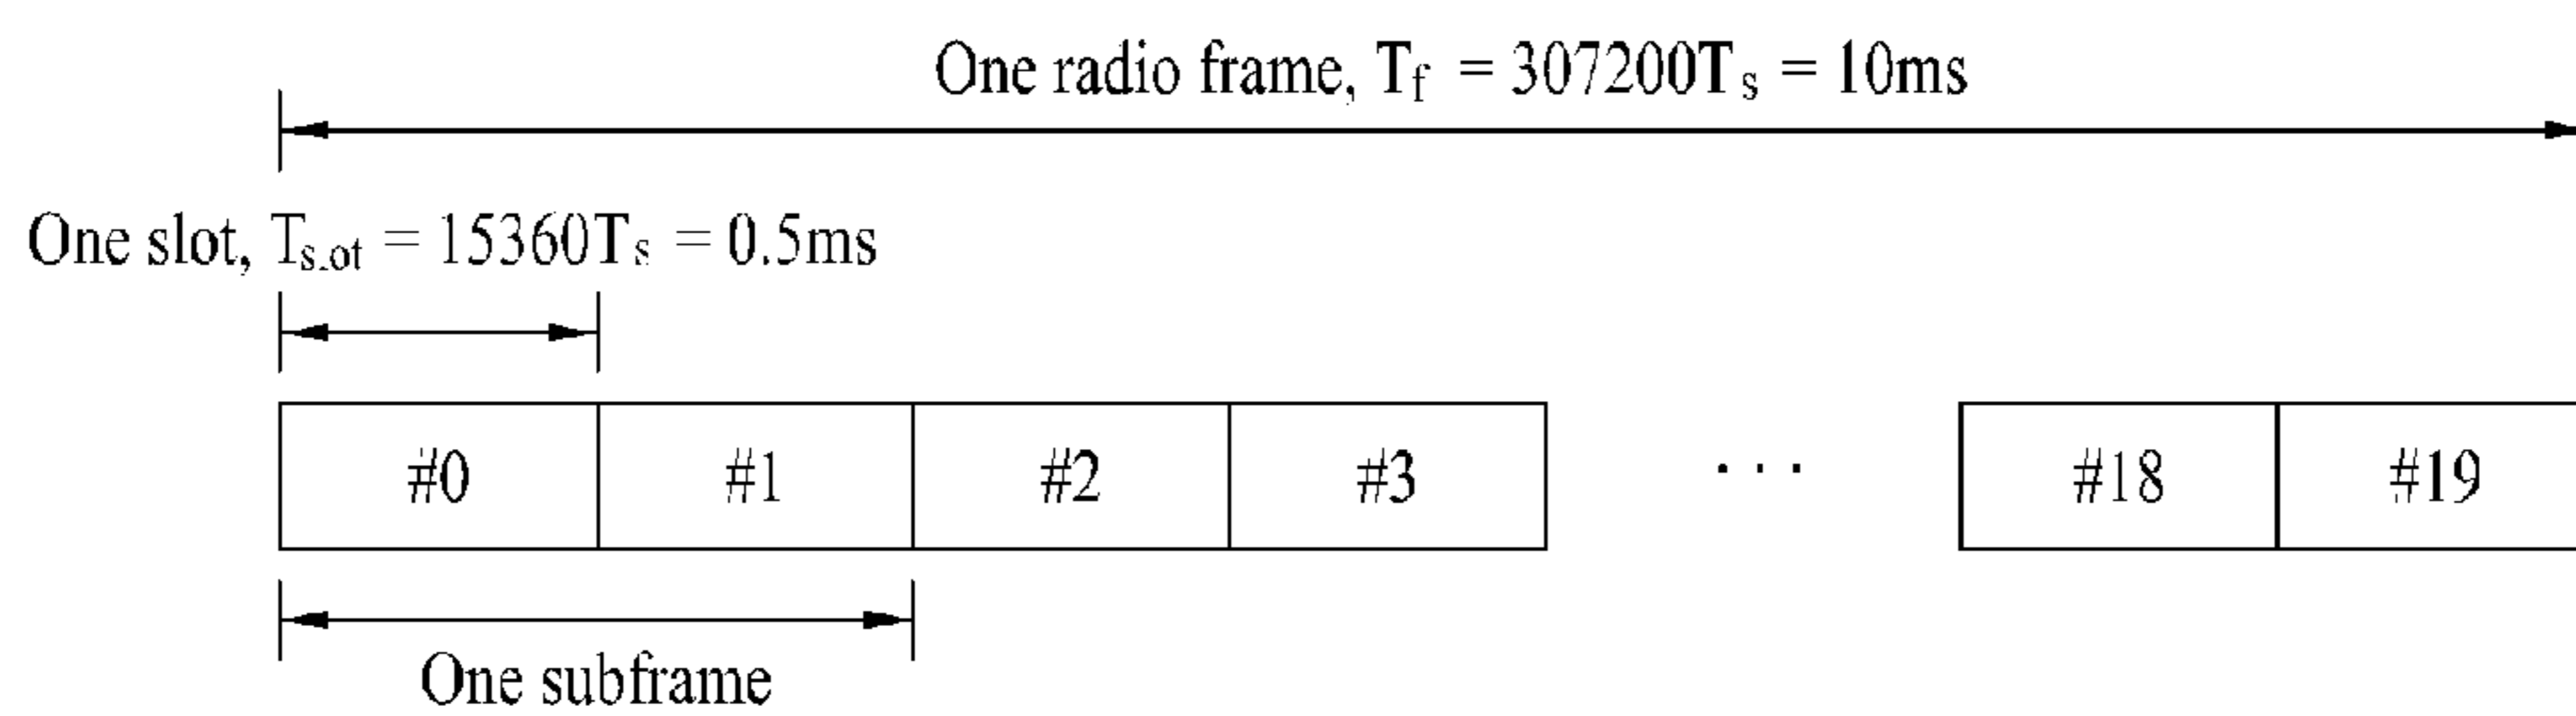 One radio frame, Tf = 307200Ts = 10ms
One slot, Ts.ot = 15360Ts = 0.5ms
#0 #1 #2 #3 . . . #18 #19
One subframe